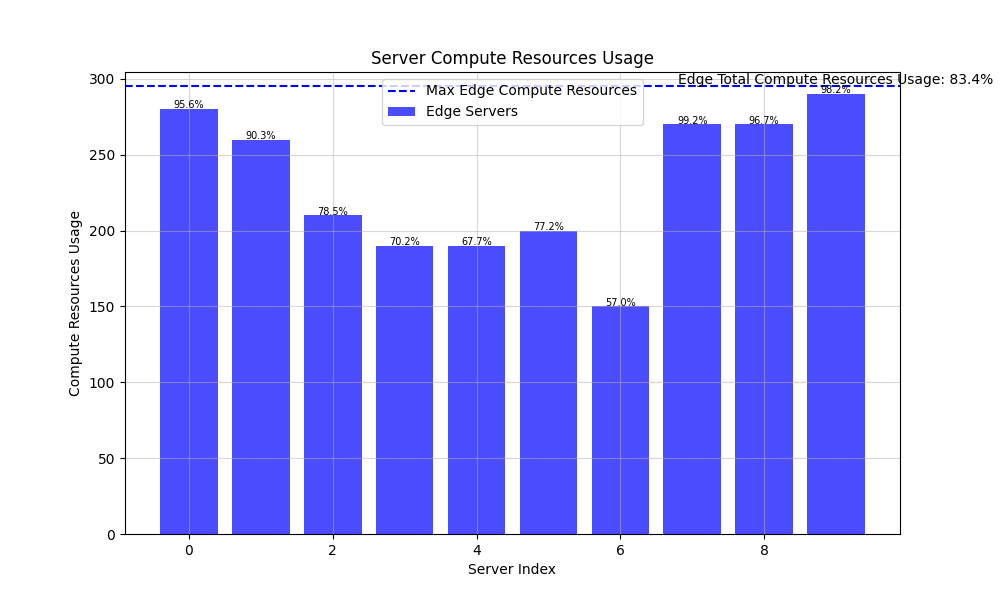 Server Compute Resources Usage
Edge Total Compute Resources Usage: 83.4%
Max Edge Compute Resources
Edge Servers
95.6%
90.3%
78.5%
70.2%
67.7%
77.2%
57.0%
99.2%
96.7%
98.2%
300
250
200
150
100
50
0
Compute Resources Usage
0 2 4 6 8
Server Index